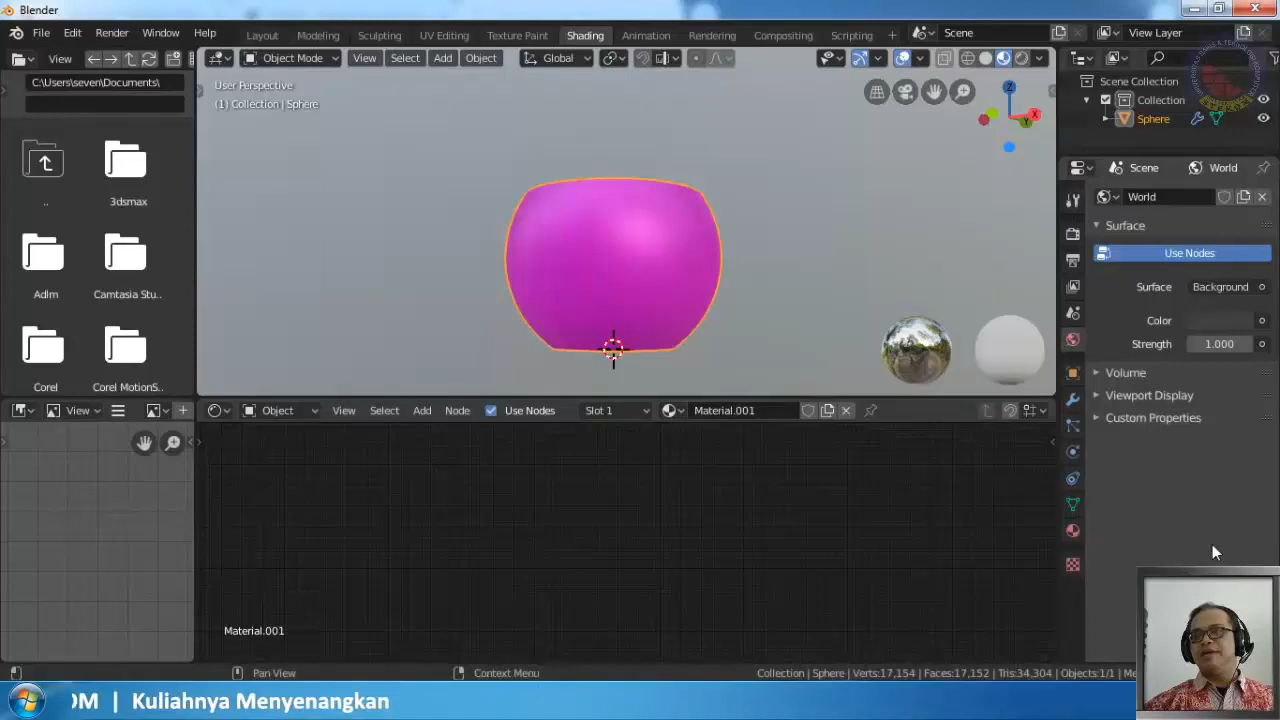 Blender
File Edit Render Window Help
Layout Modeling Sculpting UV Editing Texture Paint Shading Animation Rendering Compositing Scripting
Scene
View Layer
View
C:\Users\seven\Documents\
..
3dsmax
Adlm
Camtasia Stu..
Corel
Corel MotionS..
Object Mode View Select Add Object Global
User Perspective
(1) Collection | Sphere
Z
X
Y
Scene Collection
Collection
Sphere
Scene
World
World
Surface
Use Nodes
Surface Background
Color
Strength 1.000
Volume
Viewport Display
Custom Properties
View
Object View Select Add Node Use Nodes Slot 1 Material.001
Material.001
Pan View
Context Menu
Collection | Sphere | Verts:17,154 | Faces:17,152 | Tris:34,304 | Objects:1/1 |
OM | Kuliahnya Menyenangkan